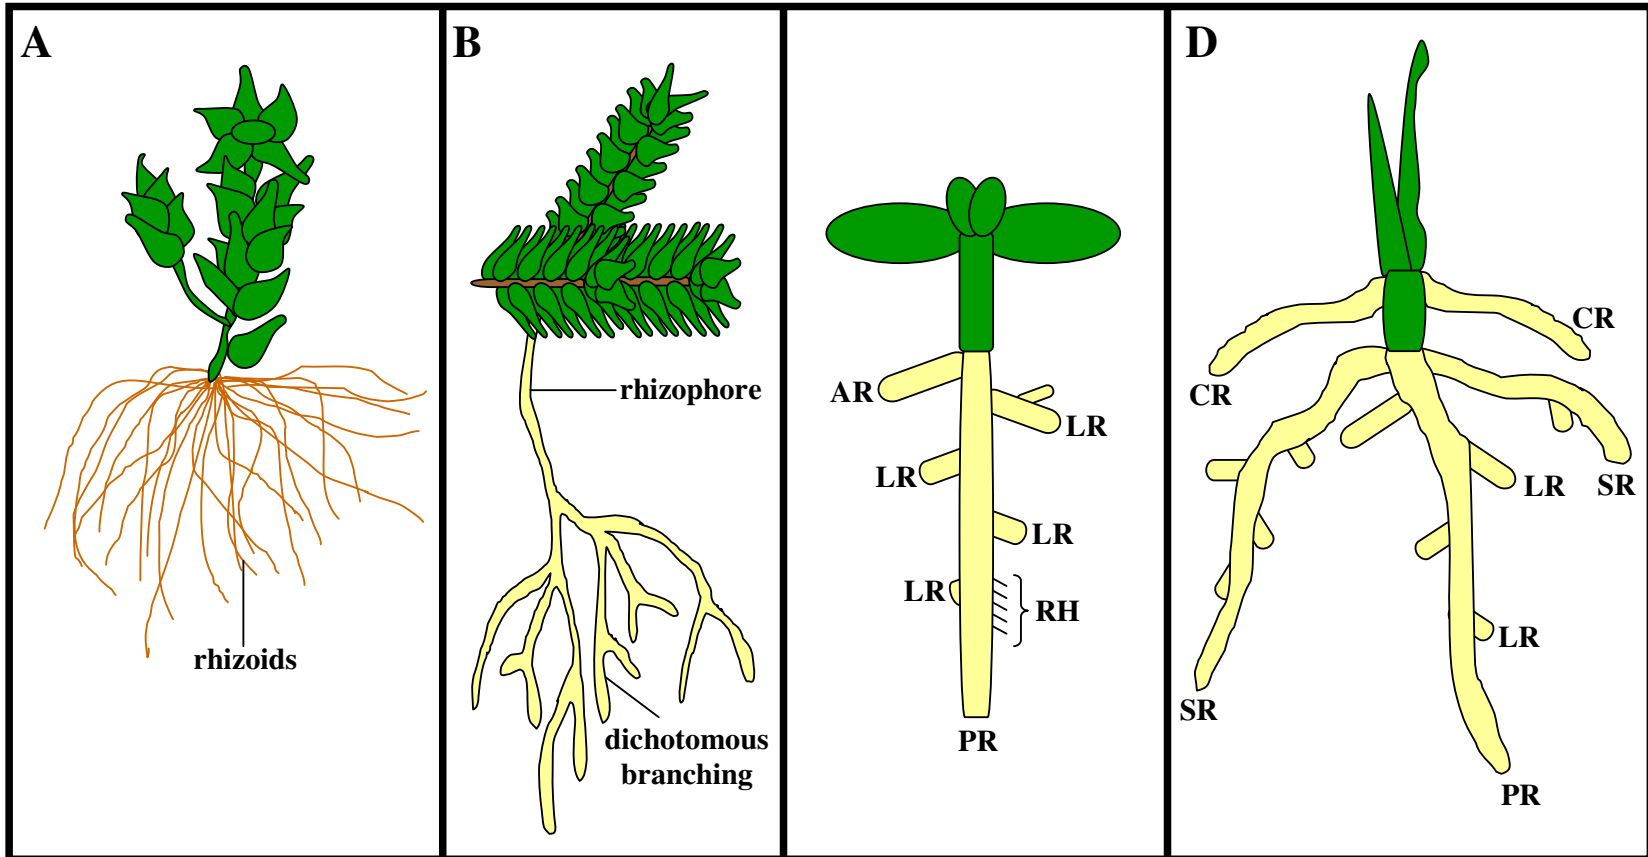 A
rhizoids
B
rhizophore
dichotomous
branching
AR
LR
LR
LR
LR
RH
PR
D
CR
CR
LR
SR
LR
SR
PR